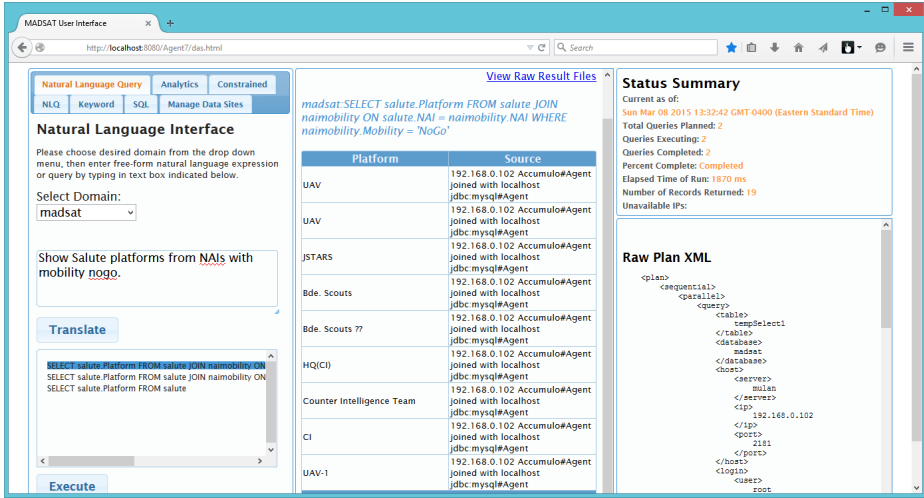 MADSAT User Interface × +
http://localhost:8080/Agent7/das.html
Search
Natural Language Query Analytics Constrained
NLQ Keyword SQL Manage Data Sites
Natural Language Interface
Please choose desired domain from the drop down
menu, then enter free-form natural language expression
or query by typing in text box indicated below.
Select Domain:
madsat
Show Salute platforms from NAIs with
mobility nogo.
Translate
SELECT salute.Platform FROM salute JOIN naimobility ON
SELECT salute.Platform FROM salute JOIN naimobility ON
SELECT salute.Platform FROM salute
Execute
View Raw Result Files
madsat:SELECT salute.Platform FROM salute JOIN
naimobility ON salute.NAI = naimobility.NAI WHERE
naimobility.Mobility = 'NoGo'
Platform Source
UAV
192.168.0.102 Accumulo#Agent
joined with localhost
jdbc:mysql#Agent
UAV
192.168.0.102 Accumulo#Agent
joined with localhost
jdbc:mysql#Agent
JSTARS
192.168.0.102 Accumulo#Agent
joined with localhost
jdbc:mysql#Agent
Bde. Scouts
192.168.0.102 Accumulo#Agent
joined with localhost
jdbc:mysql#Agent
Bde. Scouts ??
192.168.0.102 Accumulo#Agent
joined with localhost
jdbc:mysql#Agent
HQ(CI)
192.168.0.102 Accumulo#Agent
joined with localhost
jdbc:mysql#Agent
Counter Intelligence Team
192.168.0.102 Accumulo#Agent
joined with localhost
jdbc:mysql#Agent
CI
192.168.0.102 Accumulo#Agent
joined with localhost
jdbc:mysql#Agent
UAV-1
192.168.0.102 Accumulo#Agent
joined with localhost
jdbc:mysql#Agent
Status Summary
Current as of:
Sun Mar 08 2015 13:32:42 GMT-0400 (Eastern Standard Time)
Total Queries Planned: 2
Queries Executing: 2
Queries Completed: 2
Percent Complete: Completed
Elapsed Time of Run: 1870 ms
Number of Records Returned: 19
Unavailable IPs:
Raw Plan XML
<plan>
<sequential>
<parallel>
<query>
<table>
tempSelect1
</table>
<database>
madsat
</database>
<host>
<server>
mulan
</server>
<ip>
192.168.0.102
</ip>
<port>
2181
</port>
</host>
<login>
<user>
root